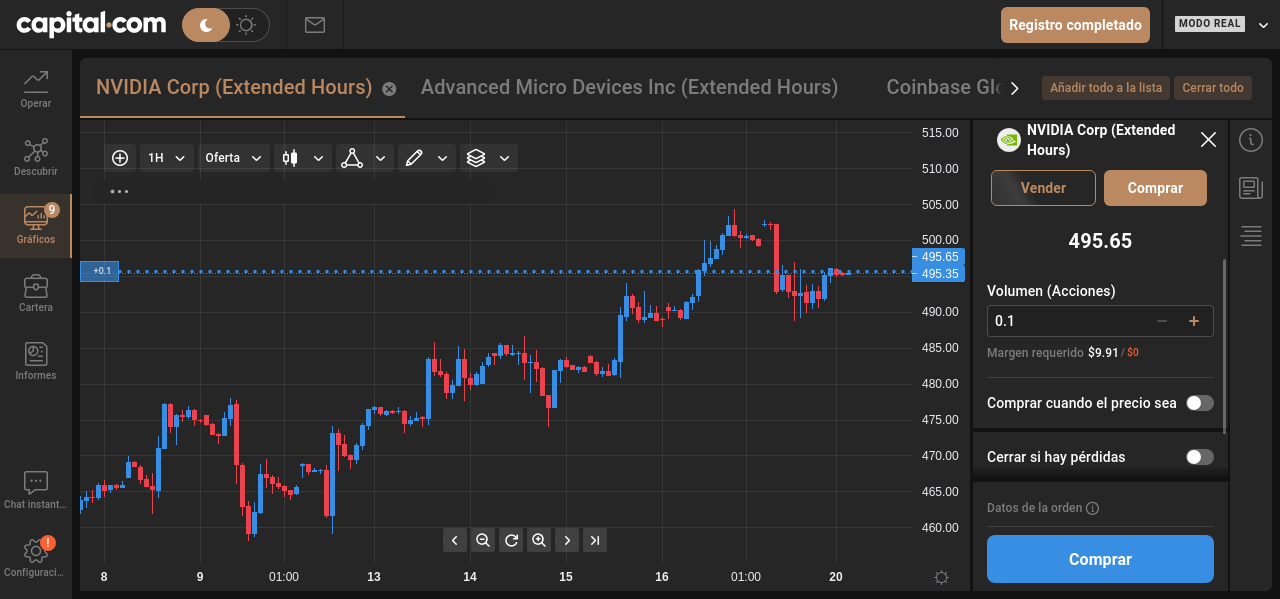 capital.com
Registro completado
MODO REAL
Operar
Descubrir
9
Gráficos
Cartera
Informes
Chat instant...
!
Configuraci...
NVIDIA Corp (Extended Hours)
Advanced Micro Devices Inc (Extended Hours)
Coinbase Glo
Añadir todo a la lista
Cerrar todo
1H
Oferta
+0.1
515.00
510.00
505.00
500.00
495.65
495.35
490.00
485.00
480.00
475.00
470.00
465.00
460.00
8
9
01:00
13
14
15
16
01:00
20
NVIDIA Corp (Extended
Hours)
Vender
Comprar
495.65
Volumen (Acciones)
0.1
Margen requerido $9.91 / $0
Comprar cuando el precio sea
Cerrar si hay pérdidas
Datos de la orden
Comprar